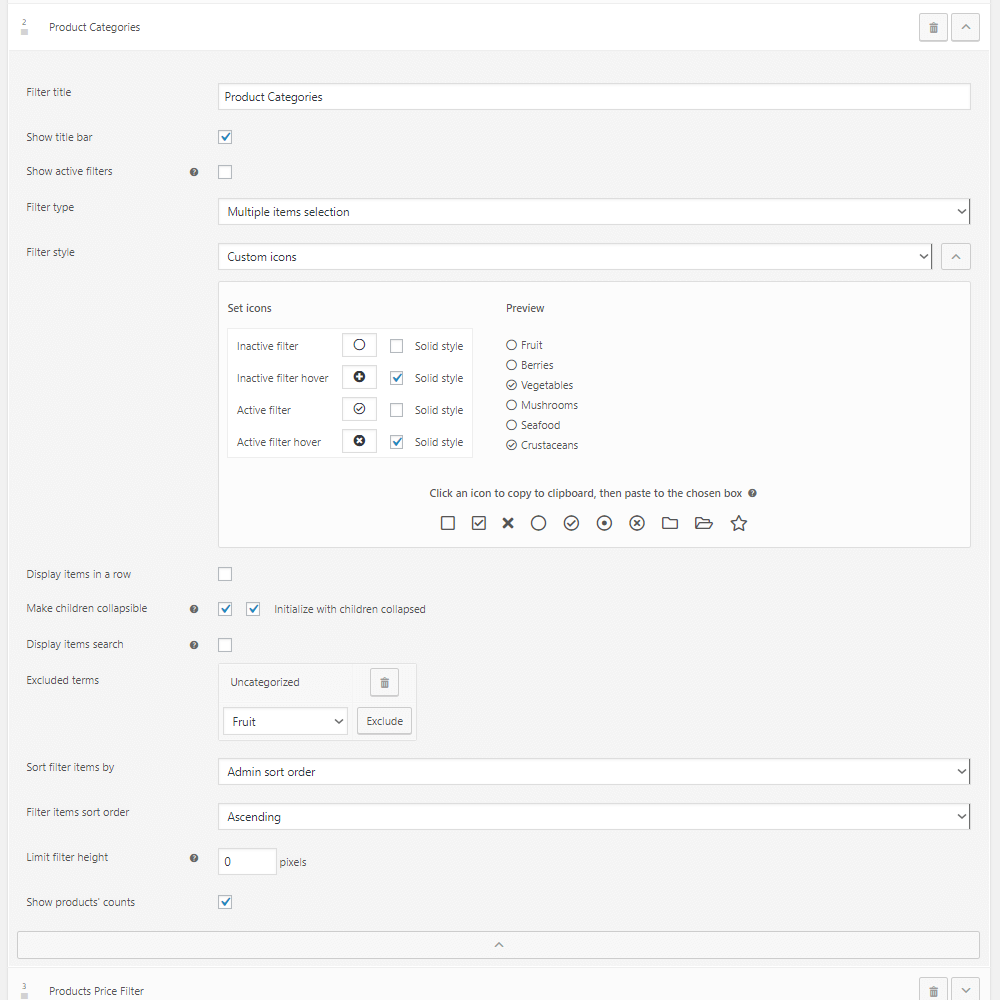 2
Product Categories
Filter title
Product Categories
Show title bar
Show active filters
Filter type
Multiple items selection
Filter style
Custom icons
Set icons
Preview
Inactive filter
Solid style
Inactive filter hover
Solid style
Active filter
Solid style
Active filter hover
Solid style
Fruit
Berries
Vegetables
Mushrooms
Seafood
Crustaceans
Click an icon to copy to clipboard, then paste to the chosen box
Display items in a row
Make children collapsible
Initialize with children collapsed
Display items search
Excluded terms
Uncategorized
Fruit
Exclude
Sort filter items by
Admin sort order
Filter items sort order
Ascending
Limit filter height
0 pixels
Show products' counts
3
Products Price Filter